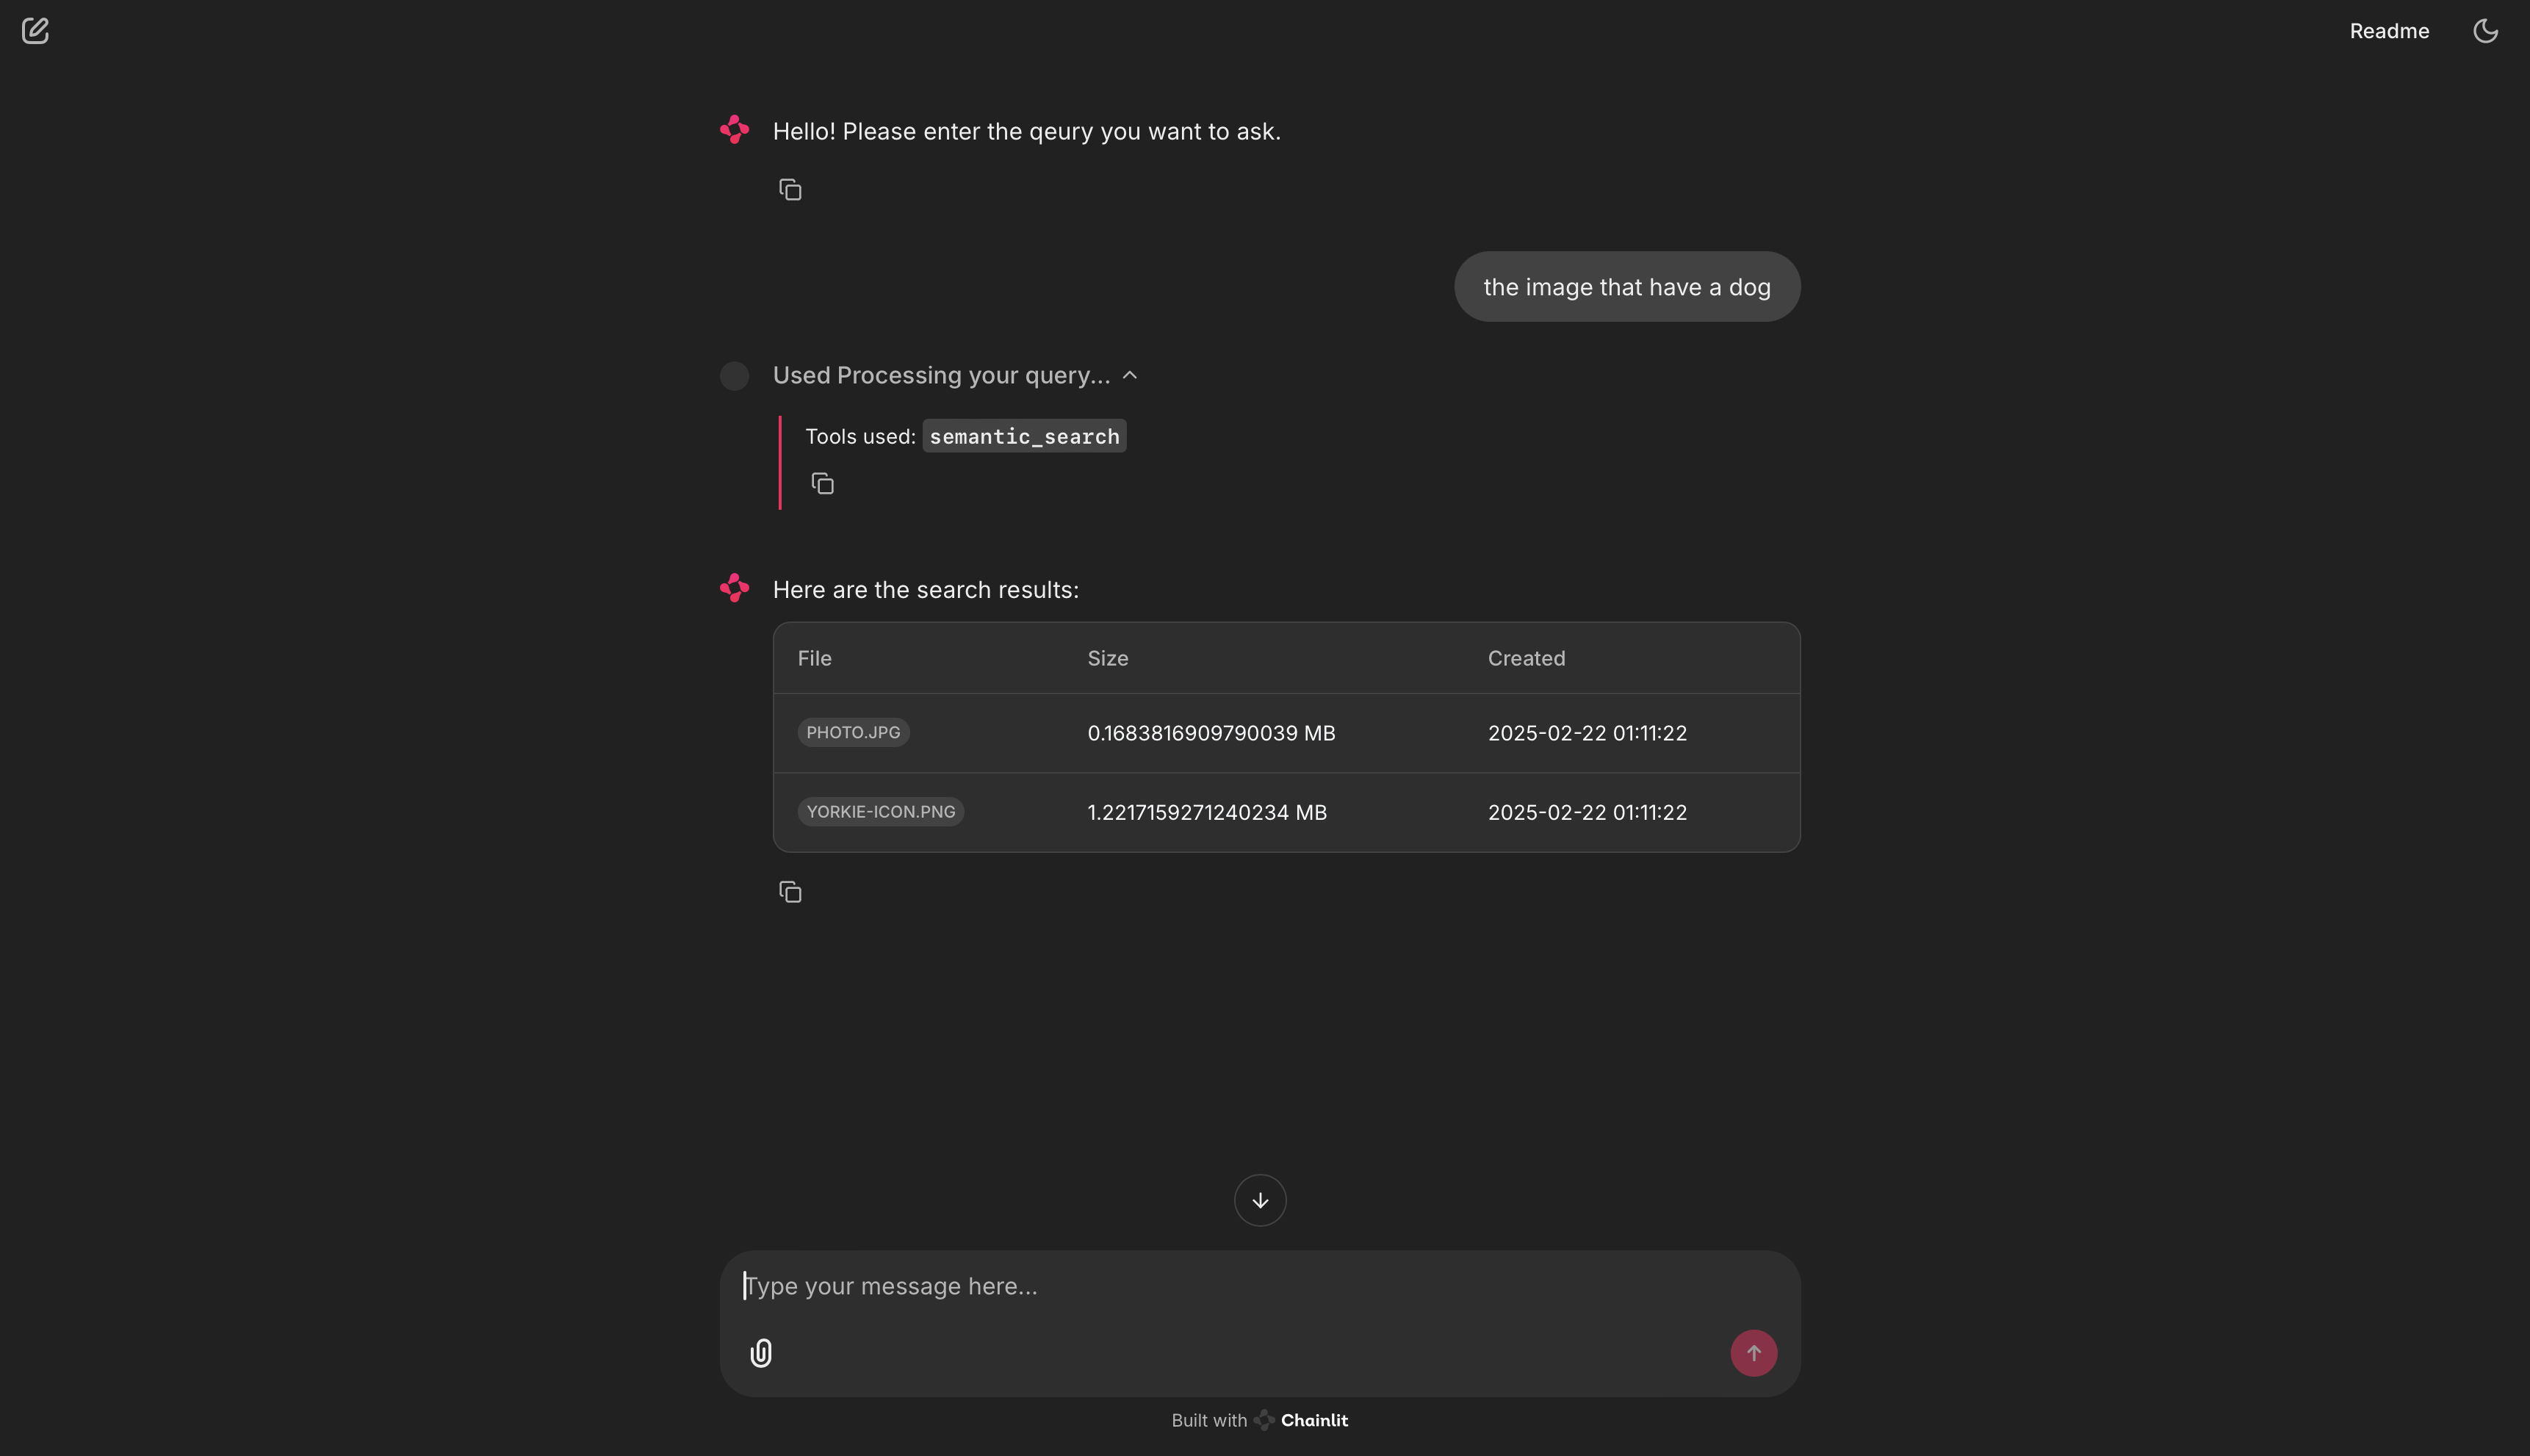 Readme
Hello! Please enter the qeury you want to ask.
the image that have a dog
Used Processing your query...
Tools used: semantic_search
Here are the search results:
File Size Created
PHOTO.JPG 0.1683816909790039 MB 2025-02-22 01:11:22
YORKIE-ICON.PNG 1.2217159271240234 MB 2025-02-22 01:11:22
Type your message here...
Built with Chainlit